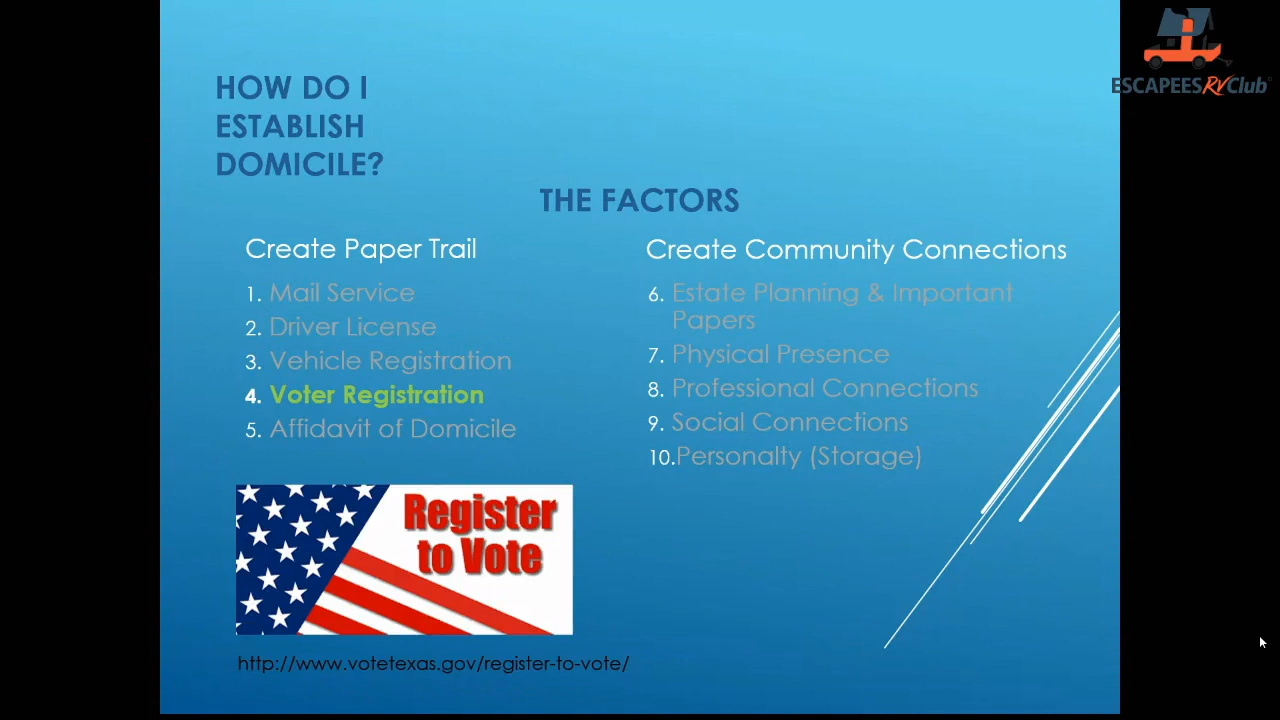 ESCAPEES RV Club
HOW DO I
ESTABLISH
DOMICILE?
THE FACTORS
Create Paper Trail
1. Mail Service
2. Driver License
3. Vehicle Registration
4. Voter Registration
5. Affidavit of Domicile
Create Community Connections
6. Estate Planning & Important
Papers
7. Physical Presence
8. Professional Connections
9. Social Connections
10.Personalty (Storage)
Register
to Vote
http://www.votetexas.gov/register-to-vote/